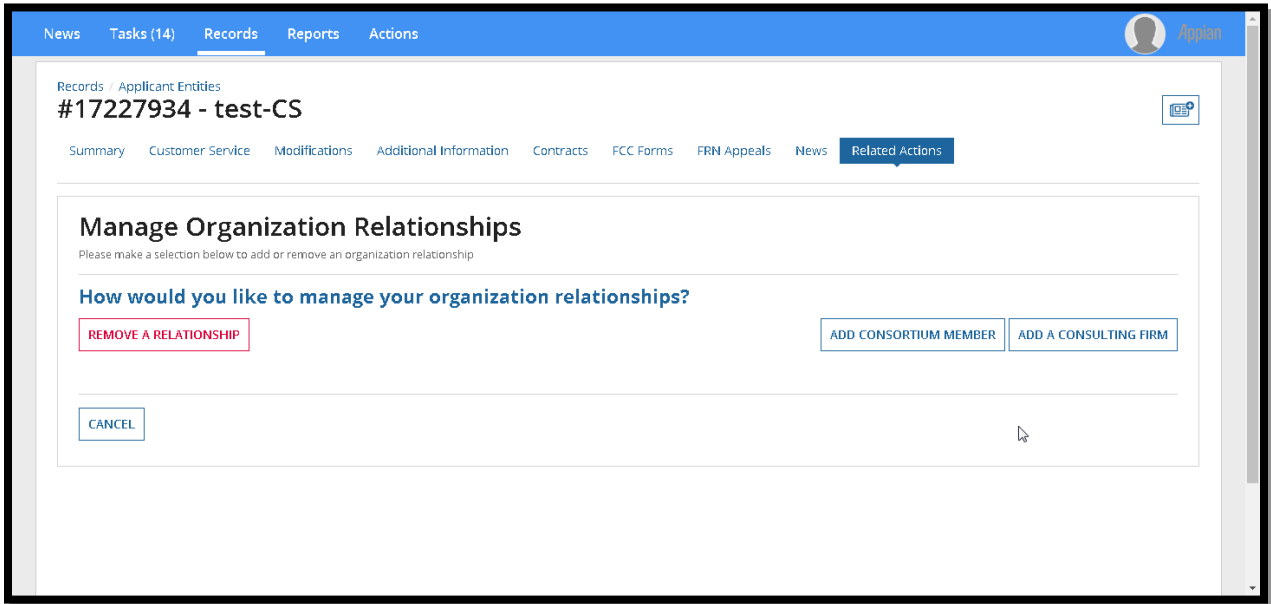 News Tasks (14) Records Reports Actions Appian
Records / Applicant Entities
#17227934 - test-CS
Summary Customer Service Modifications Additional Information Contracts FCC Forms FRN Appeals News Related Actions
Manage Organization Relationships
Please make a selection below to add or remove an organization relationship
How would you like to manage your organization relationships?
REMOVE A RELATIONSHIP ADD CONSORTIUM MEMBER ADD A CONSULTING FIRM
CANCEL